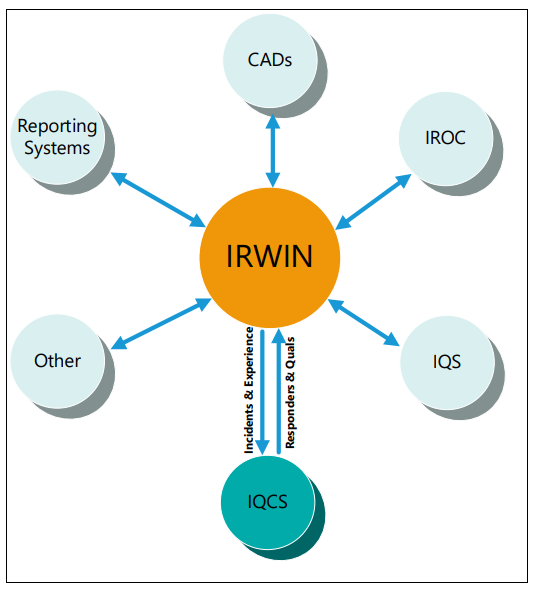 CADs
Reporting
Systems
IROC
IRWIN
Other
IQS
Incidents & Experience
Responders & Quals
IQCS